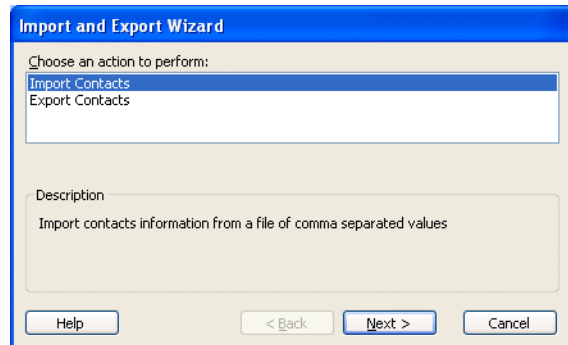 Import and Export Wizard
Choose an action to perform:
Import Contacts
Export Contacts
Description
Import contacts information from a file of comma separated values
Help
< Back
Next >
Cancel